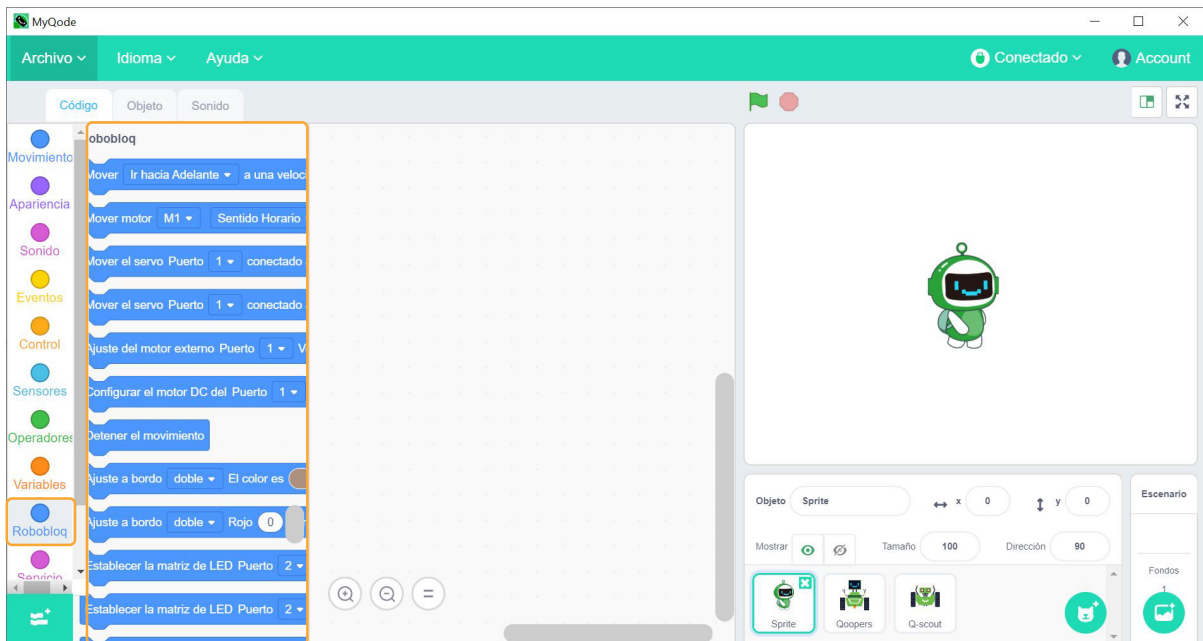 MyQode
Archivo Idioma Ayuda Conectado Account
Código Objeto Sonido
Movimiento
Apariencia
Sonido
Eventos
Control
Sensores
Operadores
Variables
Robobloq
Servicio
obobloq
Mover Ir hacia Adelante a una veloci
Mover motor M1 Sentido Horario
Mover el servo Puerto 1 conectado
Mover el servo Puerto 1 conectado
Ajuste del motor externo Puerto 1 V
Configurar el motor DC del Puerto 1
Detener el movimiento
Ajuste a bordo doble El color es
Ajuste a bordo doble Rojo 0
Establecer la matriz de LED Puerto 2
Establecer la matriz de LED Puerto 2
Objeto Sprite x 0 y 0
Mostrar Tamaño 100 Dirección 90
Sprite Qoopers Q-scout
Escenario
Fondos
1